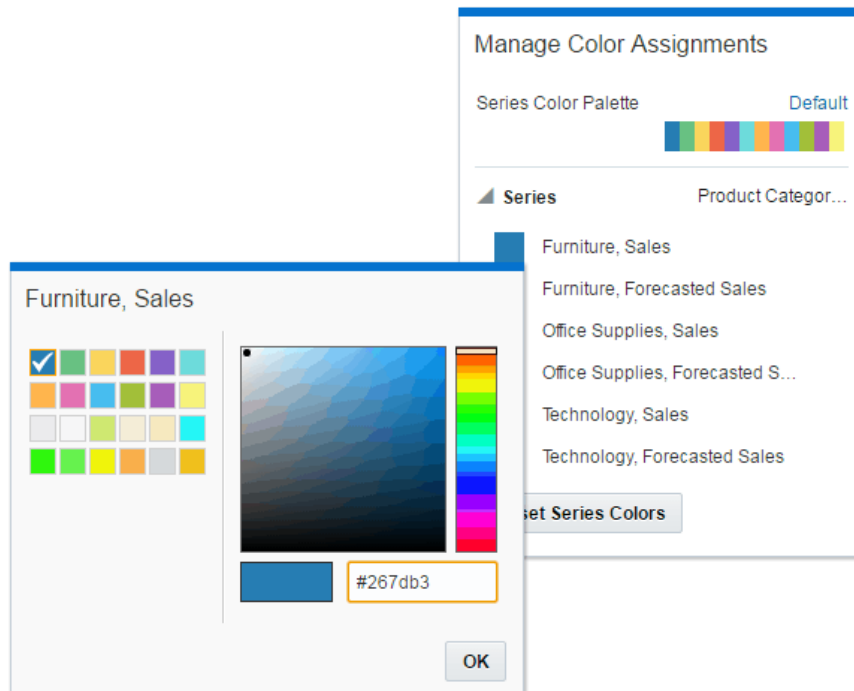 Manage Color Assignments
Series Color Palette Default
Series Product Categor...
Furniture, Sales
Furniture, Forecasted Sales
Office Supplies, Sales
Office Supplies, Forecasted S...
Technology, Sales
Technology, Forecasted Sales
set Series Colors
Furniture, Sales
#267db3
OK